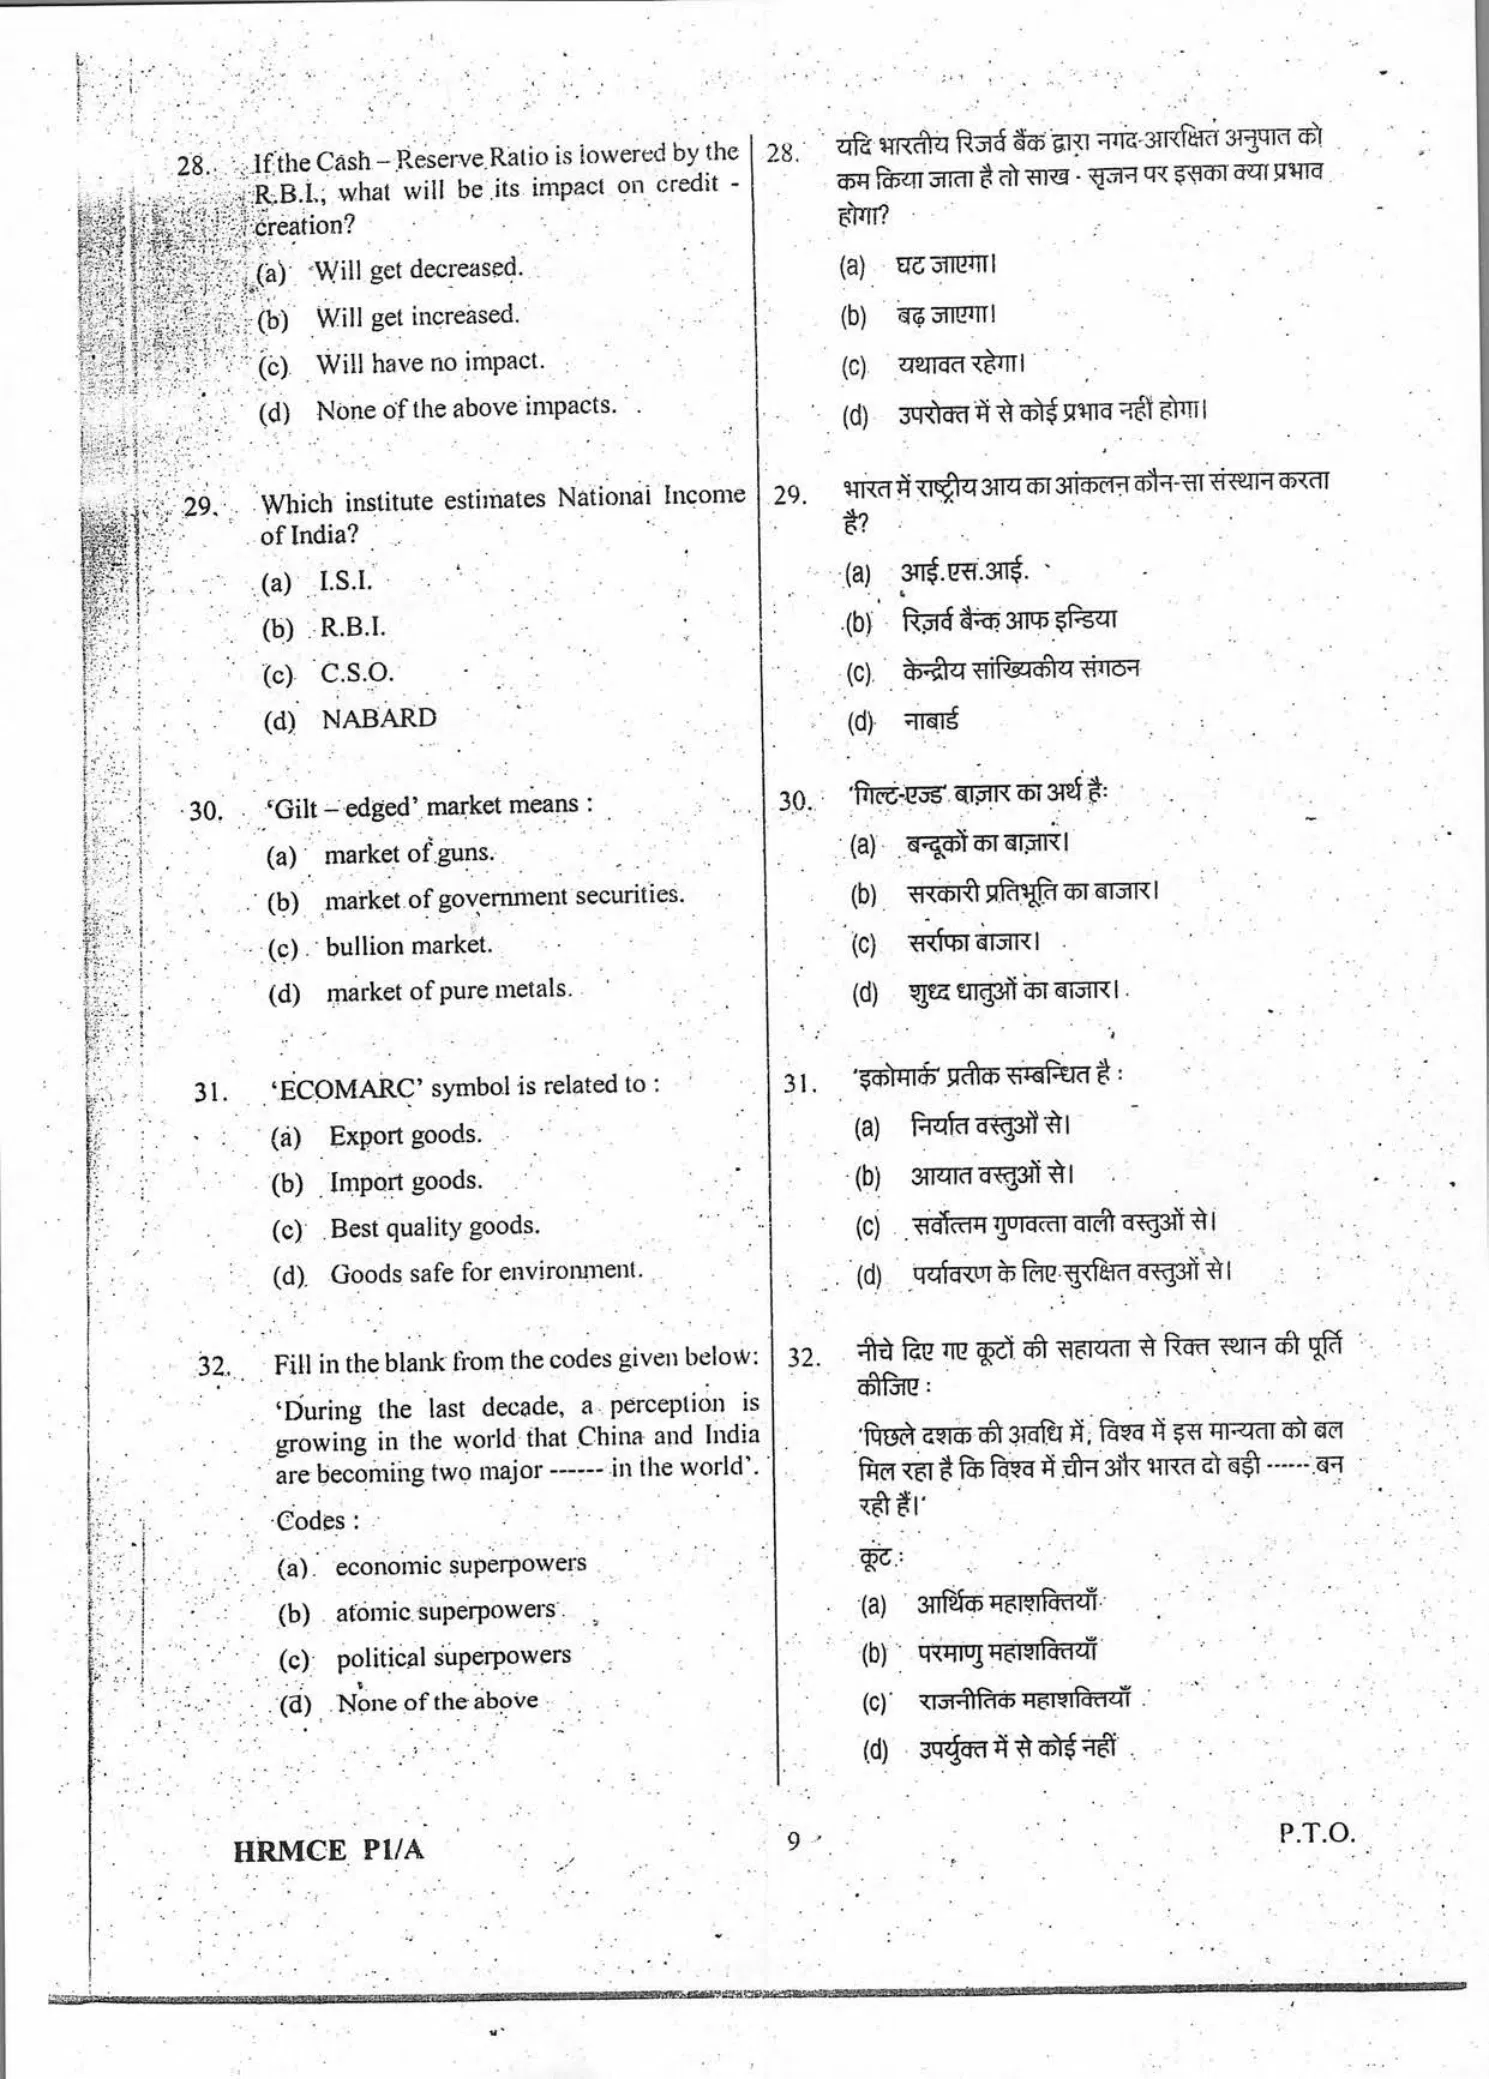 28. If the Cash – Reserve Ratio is lowered by the
R.B.I., what will be its impact on credit -
creation?
(a) Will get decreased.
(b) Will get increased.
(c) Will have no impact.
(d) None of the above impacts.
29. Which institute estimates National Income
of India?
(a) I.S.I.
(b) R.B.I.
(c) C.S.O.
(d) NABARD
30. ‘Gilt – edged’ market means :
(a) market of guns.
(b) market of government securities.
(c) bullion market.
(d) market of pure metals.
31. ‘ECOMARC’ symbol is related to :
(a) Export goods.
(b) Import goods.
(c) Best quality goods.
(d) Goods safe for environment.
32. Fill in the blank from the codes given below:
‘During the last decade, a perception is
growing in the world that China and India
are becoming two major ------ in the world’.
Codes :
(a) economic superpowers
(b) atomic superpowers
(c) political superpowers
(d) None of the above
28. यदि भारतीय रिजर्व बैंक द्वारा नगद-आरक्षित अनुपात को
कम किया जाता है तो साख - सृजन पर इसका क्या प्रभाव
होगा?
(a) घट जाएगा।
(b) बढ़ जाएगा।
(c) यथावत रहेगा।
(d) उपरोक्त में से कोई प्रभाव नहीं होगा।
29. भारत में राष्ट्रीय आय का आंकलन कौन-सा संस्थान करता
है?
(a) आई.एस.आई.
(b) रिज़र्व बैन्क आफ इन्डिया
(c) केन्द्रीय सांख्यिकीय संगठन
(d) नाबार्ड
30. ‘गिल्ट-एज्ड’ बाज़ार का अर्थ हैः
(a) बन्दूकों का बाज़ार।
(b) सरकारी प्रतिभूति का बाजार।
(c) सर्राफा बाजार।
(d) शुध्द धातुओं का बाजार।
31. ‘इकोमार्क’ प्रतीक सम्बन्धित है :
(a) निर्यात वस्तुओं से।
(b) आयात वस्तुओं से।
(c) सर्वोत्तम गुणवत्ता वाली वस्तुओं से।
(d) पर्यावरण के लिए सुरक्षित वस्तुओं से।
32. नीचे दिए गए कूटों की सहायता से रिक्त स्थान की पूर्ति
कीजिए :
‘पिछले दशक की अवधि में, विश्व में इस मान्यता को बल
मिल रहा है कि विश्व में चीन और भारत दो बड़ी ------ बन
रही हैं।’
कूट :
(a) आर्थिक महाशक्तियाँ
(b) परमाणु महाशक्तियाँ
(c) राजनीतिक महाशक्तियाँ
(d) उपर्युक्त में से कोई नहीं
HRMCE P1/A
9
P.T.O.